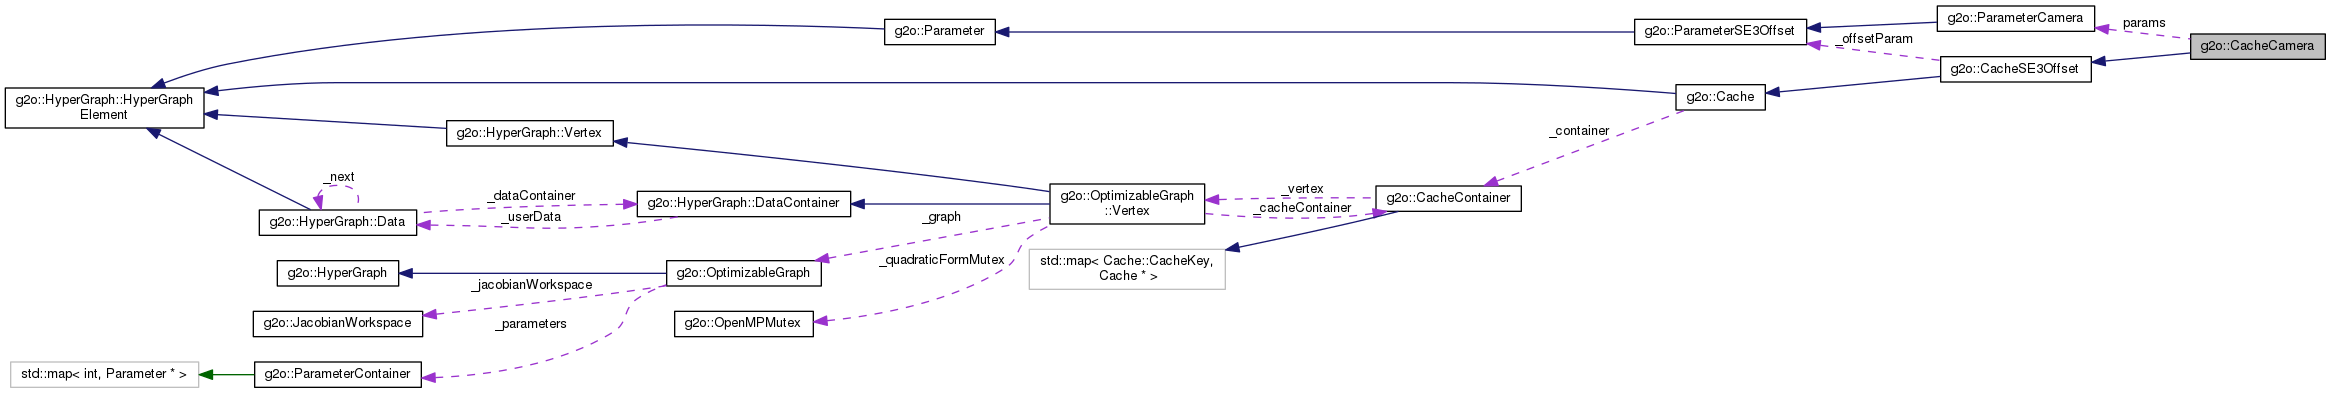 g2o::ParameterCamera
params
g2o::Parameter
g2o::ParameterSE3Offset
_offsetParam
g2o::CacheCamera
g2o::CacheSE3Offset
g2o::HyperGraph::HyperGraph
Element
g2o::Cache
g2o::HyperGraph::Vertex
_container
_next
_dataContainer
g2o::OptimizableGraph
::Vertex
_vertex
g2o::CacheContainer
g2o::HyperGraph::DataContainer
_cacheContainer
g2o::HyperGraph::Data
_userData
_graph
_quadraticFormMutex
std::map< Cache::CacheKey,
Cache * >
g2o::HyperGraph
g2o::OptimizableGraph
_jacobianWorkspace
g2o::JacobianWorkspace
_parameters
g2o::OpenMPMutex
std::map< int, Parameter * >
g2o::ParameterContainer